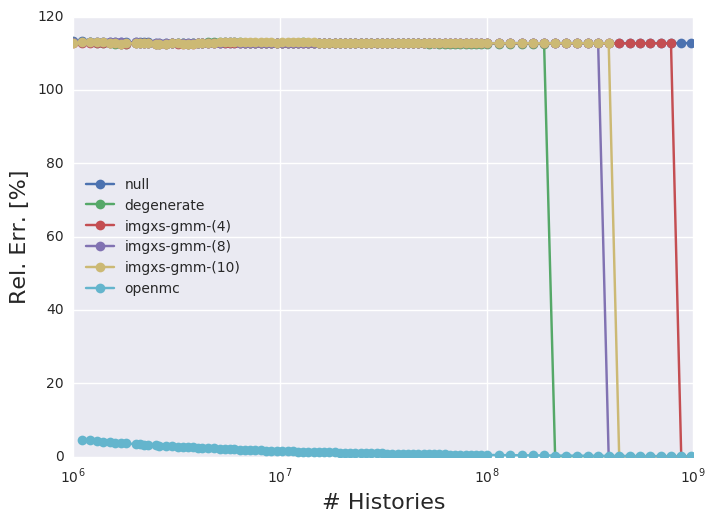 120
100
80
60
40
20
0
Rel. Err. [%]
null
degenerate
imgxs-gmm-(4)
imgxs-gmm-(8)
imgxs-gmm-(10)
openmc
10^6
10^7
10^8
10^9
# Histories